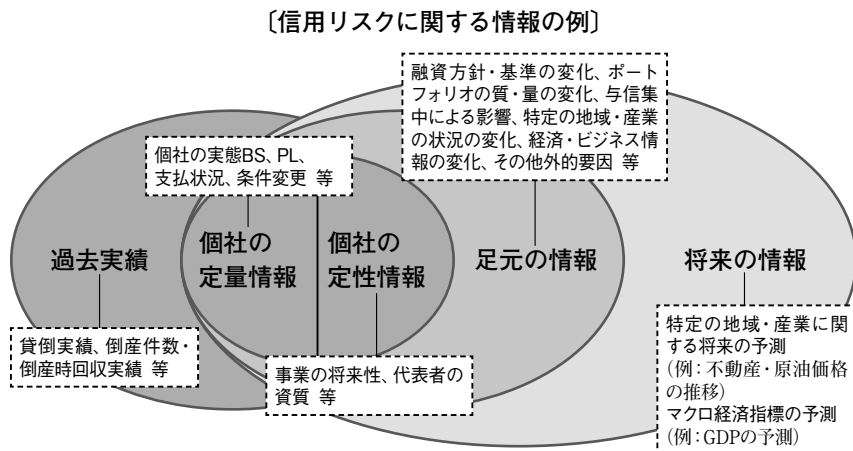 〔信用リスクに関する情報の例〕
融資方針・基準の変化、ポート
フォリオの質・量の変化、与信集
中による影響、特定の地域・産業
の状況の変化、経済・ビジネス情
報の変化、その他外的要因 等
個社の実態BS、PL、
支払状況、条件変更 等
過去実績
個社の
定量情報
個社の
定性情報
足元の情報
将来の情報
貸倒実績、倒産件数・
倒産時回収実績 等
事業の将来性、代表者の
資質 等
特定の地域・産業に関
する将来の予測
（例：不動産・原油価格
の推移）
マクロ経済指標の予測
（例：GDPの予測）